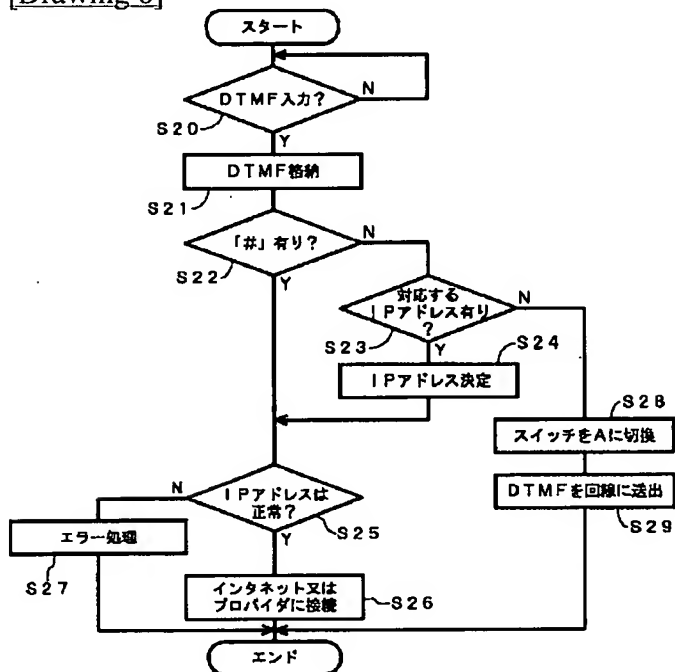 スタート
DTMF入力？
N
S20
Y
DTMF格納
S21
「#」有り？
N
S22
Y
対応する
IPアドレス有り
？
N
S23
Y
S24
IPアドレス決定
S28
スイッチをAに切換
N
IPアドレスは
正常？
DTMFを回線に送出
S25
S29
エラー処理
Y
S27
インタネット又は
プロバイダに接続
S26
エンド